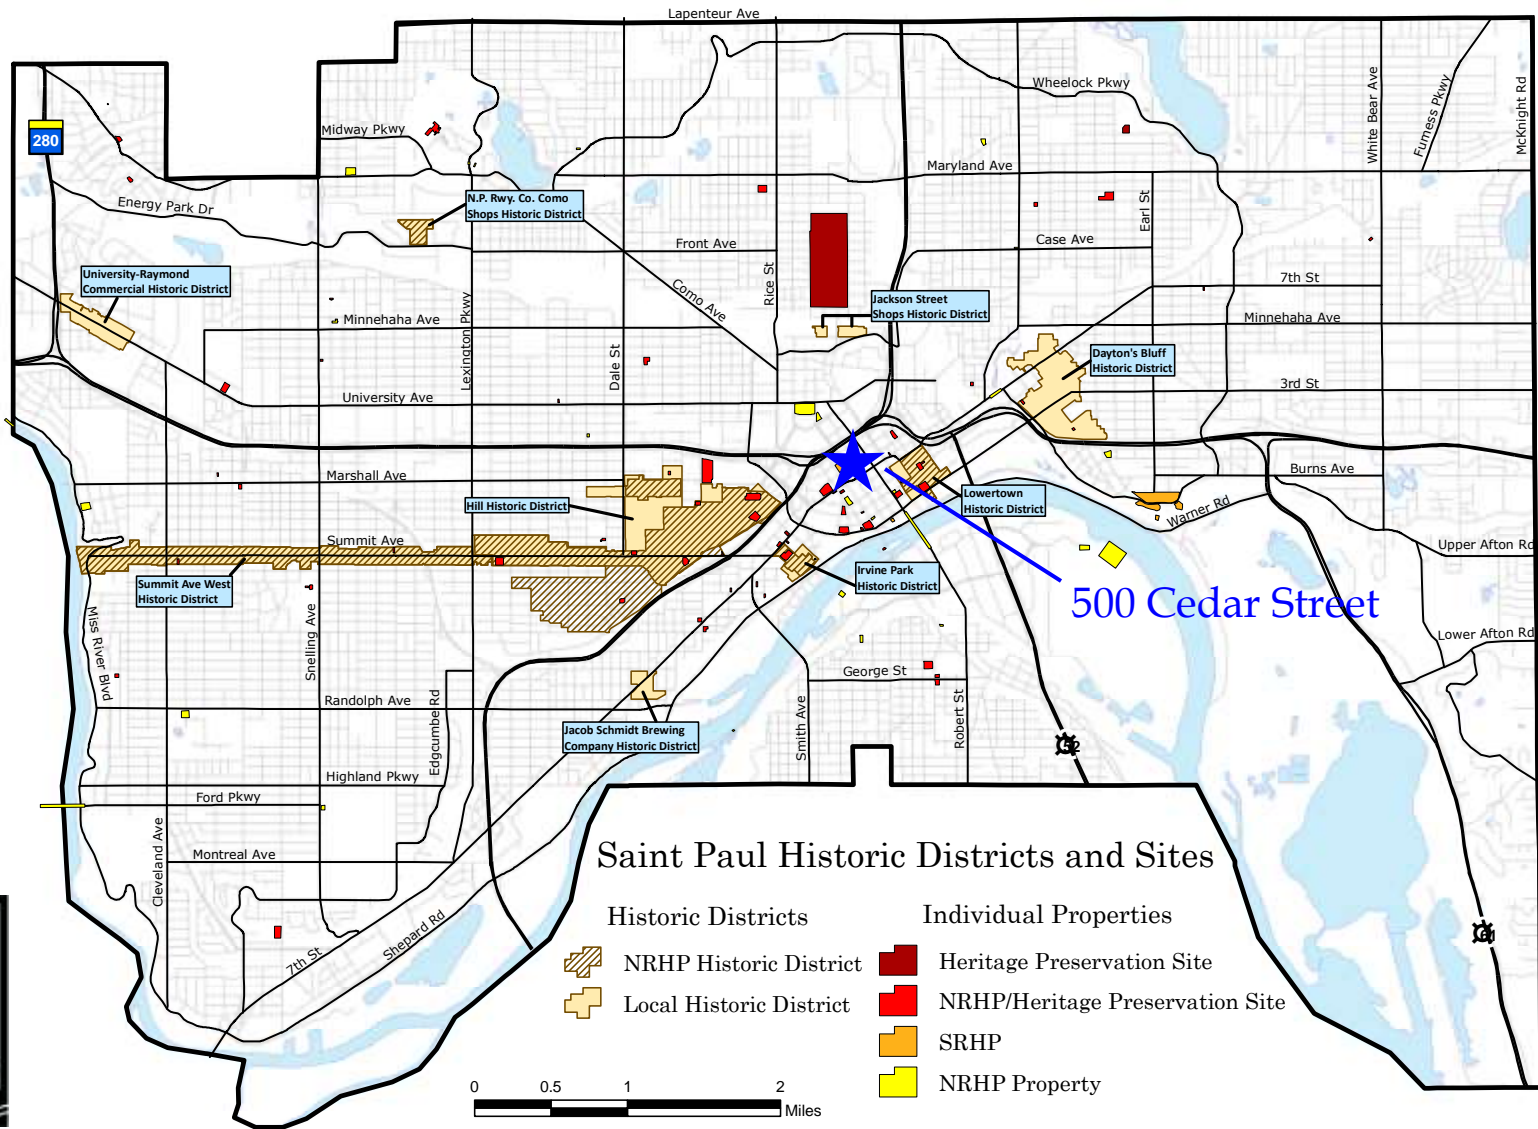 Lapenteur Ave
Wheelock Pkwy
White Bear Ave
Furness Pkwy
McKnight Rd
280
Midway Pkwy
Maryland Ave
Energy Park Dr
N.P. Rwy. Co. Como
Shops Historic District
Earl St
Front Ave
Case Ave
University-Raymond
Commercial Historic District
Como Ave
Rice St
7th St
Jackson Street
Shops Historic District
Minnehaha Ave
Minnehaha Ave
Lexington Pkwy
Dale St
Dayton's Bluff
Historic District
3rd St
University Ave
Marshall Ave
Burns Ave
Hill Historic District
Lowertown
Historic District
Warner Rd
Summit Ave
Upper Afton Rd
Summit Ave West
Historic District
Irvine Park
Historic District
500 Cedar Street
Miss River Blvd
Snelling Ave
Lower Afton Rd
George St
Randolph Ave
Edgcumbe Rd
Smith Ave
Robert St
Jacob Schmidt Brewing
Company Historic District
52
Highland Pkwy
Ford Pkwy
Cleveland Ave
Montreal Ave
7th St
Shepard Rd
61
Saint Paul Historic Districts and Sites
Historic Districts
NRHP Historic District
Local Historic District
Individual Properties
Heritage Preservation Site
NRHP/Heritage Preservation Site
SRHP
NRHP Property
0 0.5 1 2
Miles